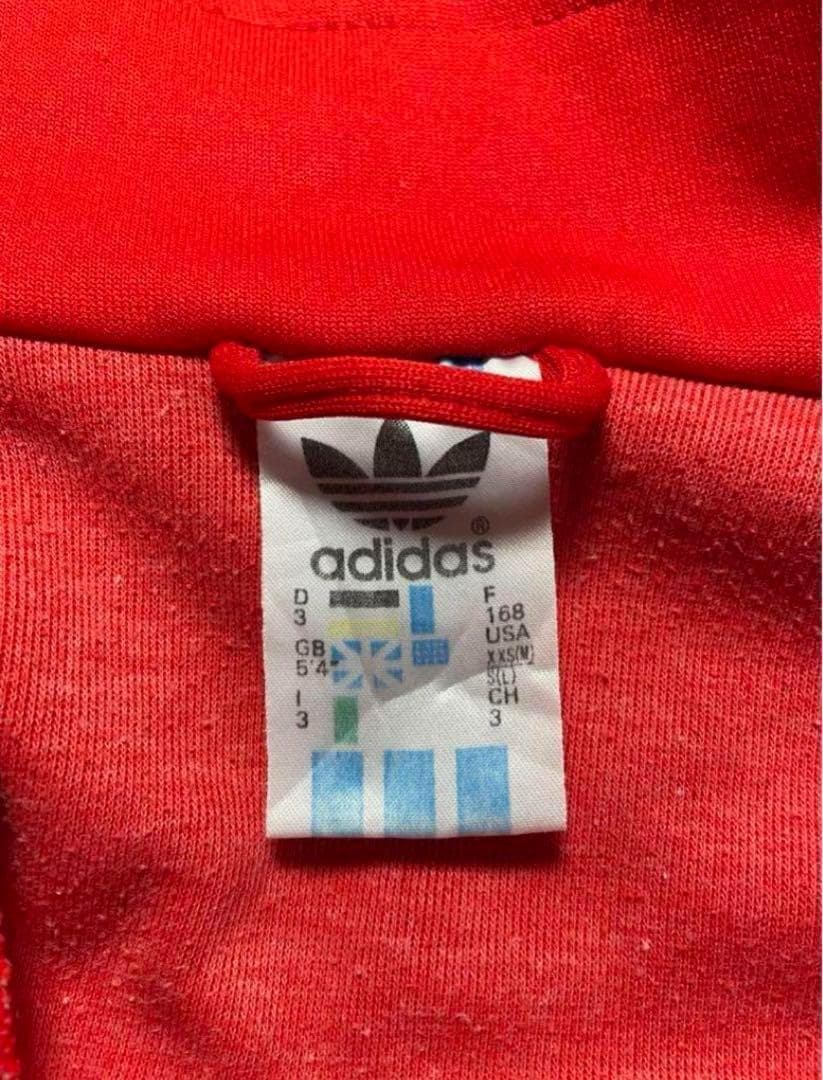 adidas®
D
3
GB
5'4"
I
3
F
168
USA
XXS(M)
S(L)
CH
3